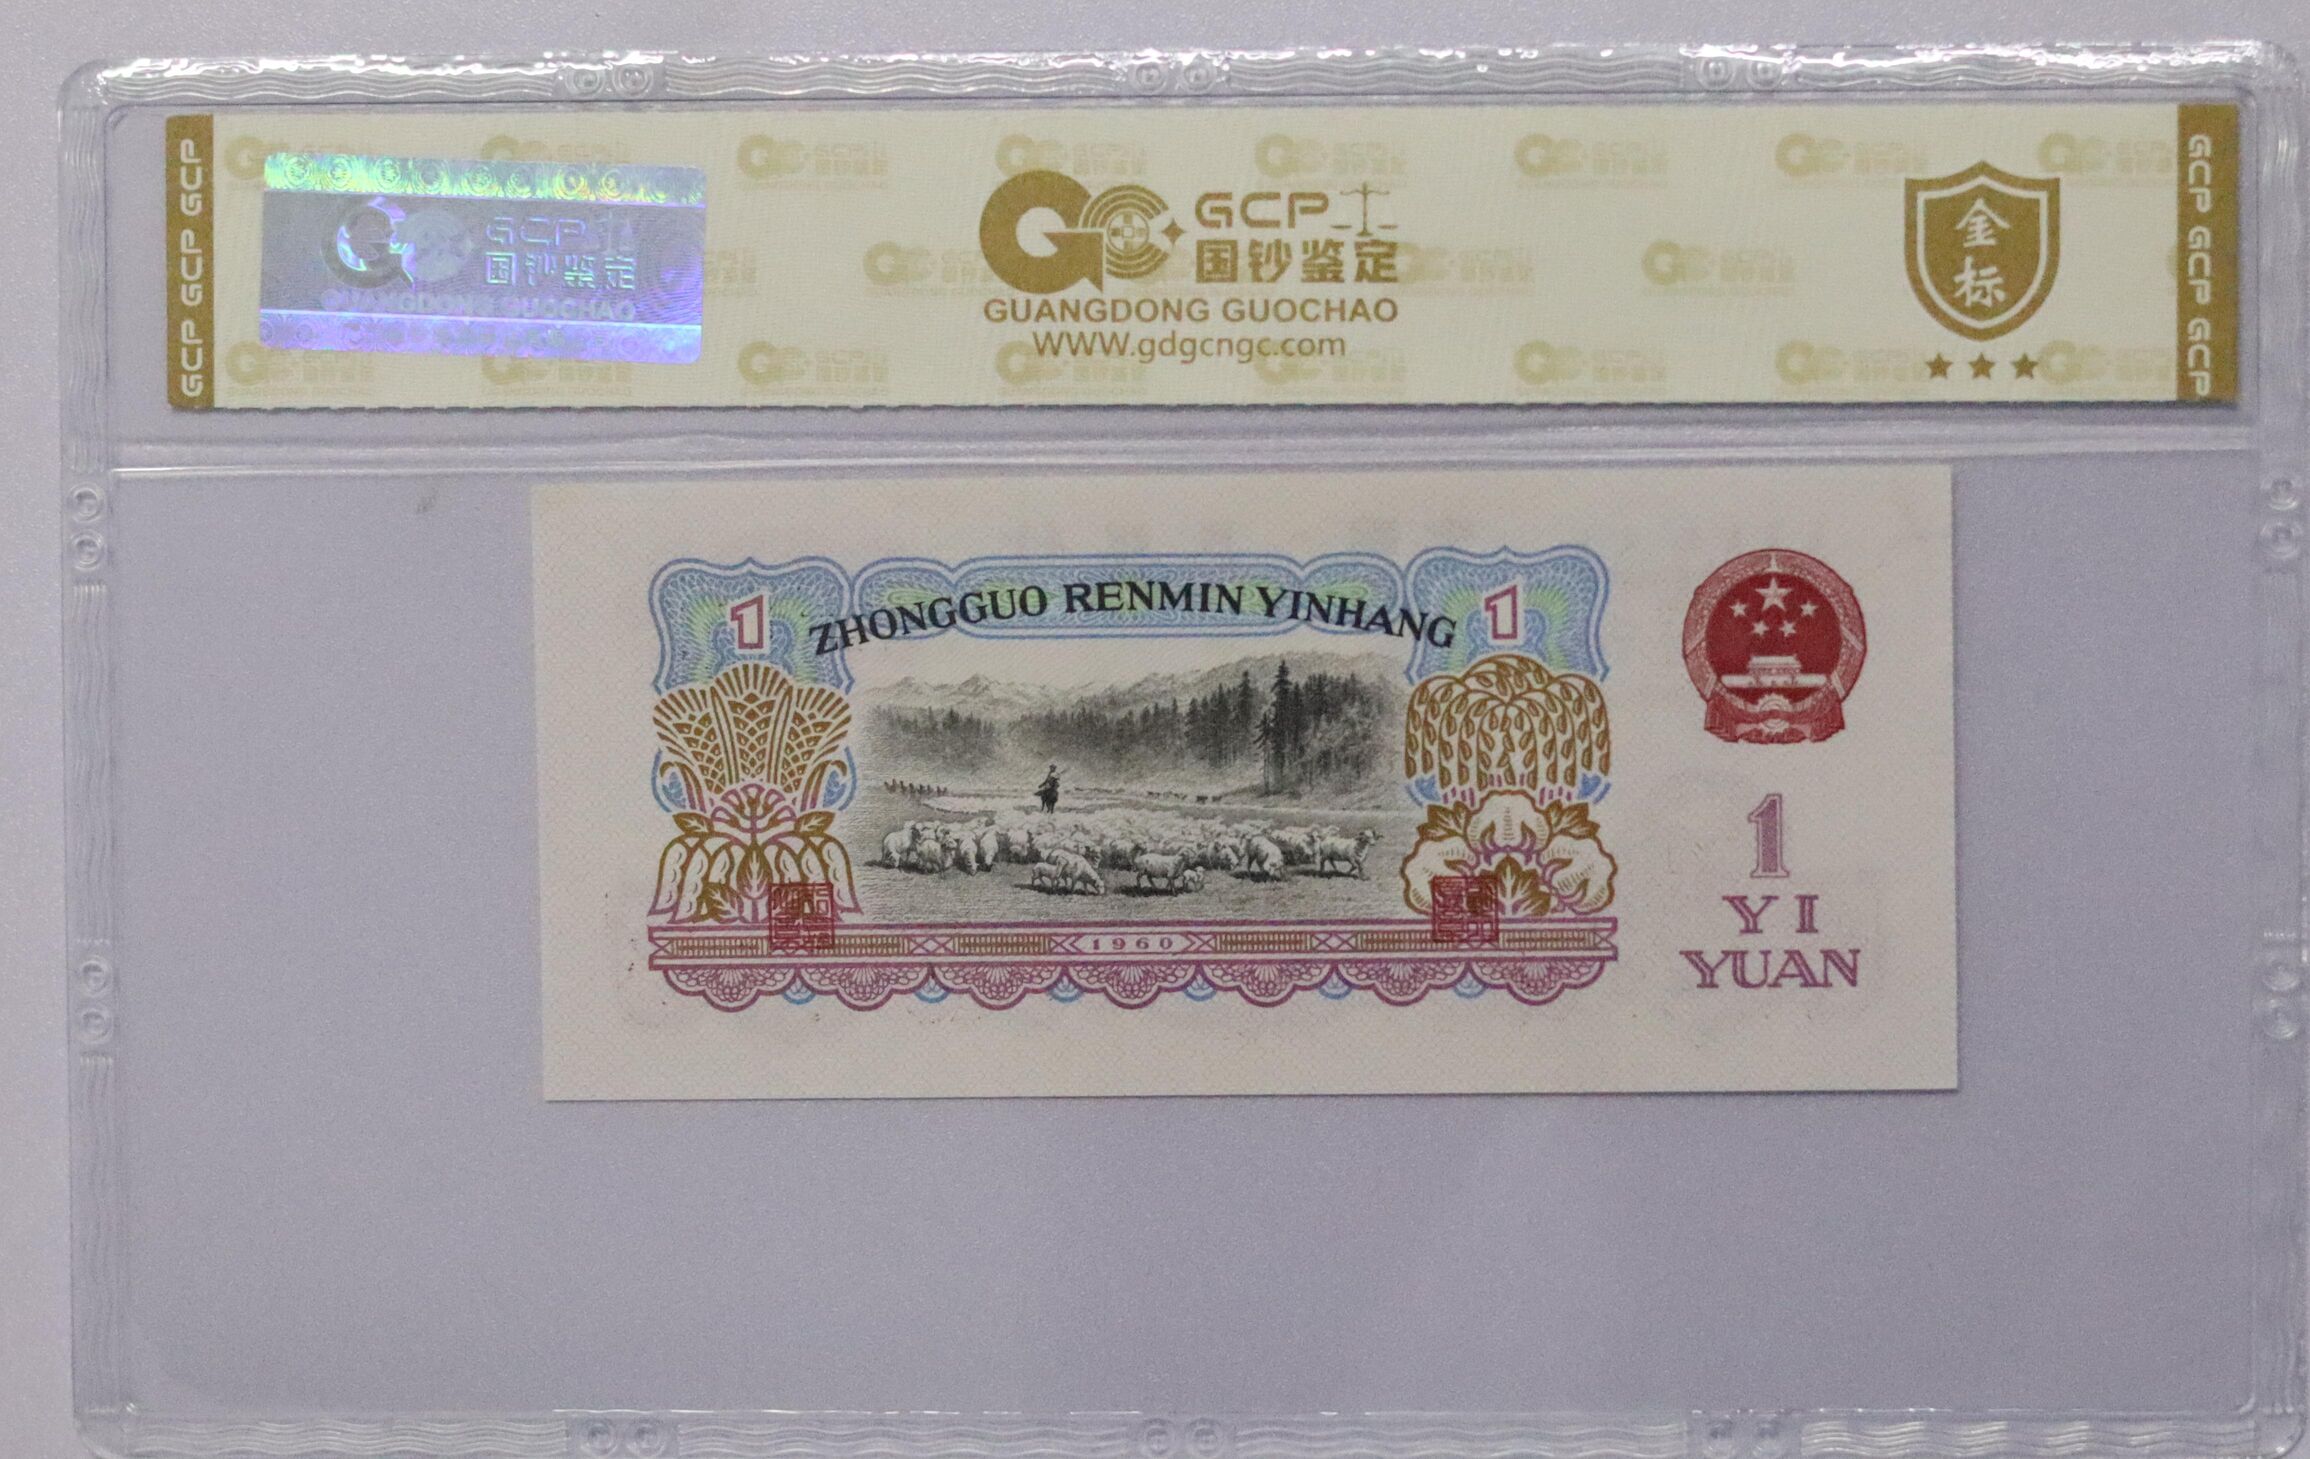 GCP GCP GCP
GCP
国钞鉴定
GUANGDONG GUOCHAO
GCP
国钞鉴定
GUANGDONG GUOCHAO
WWW.gdgcngc.com
金
标
GCP GCP GCP
1
ZHONGGUO RENMIN YINHANG
1
1
YI
YUAN
1960